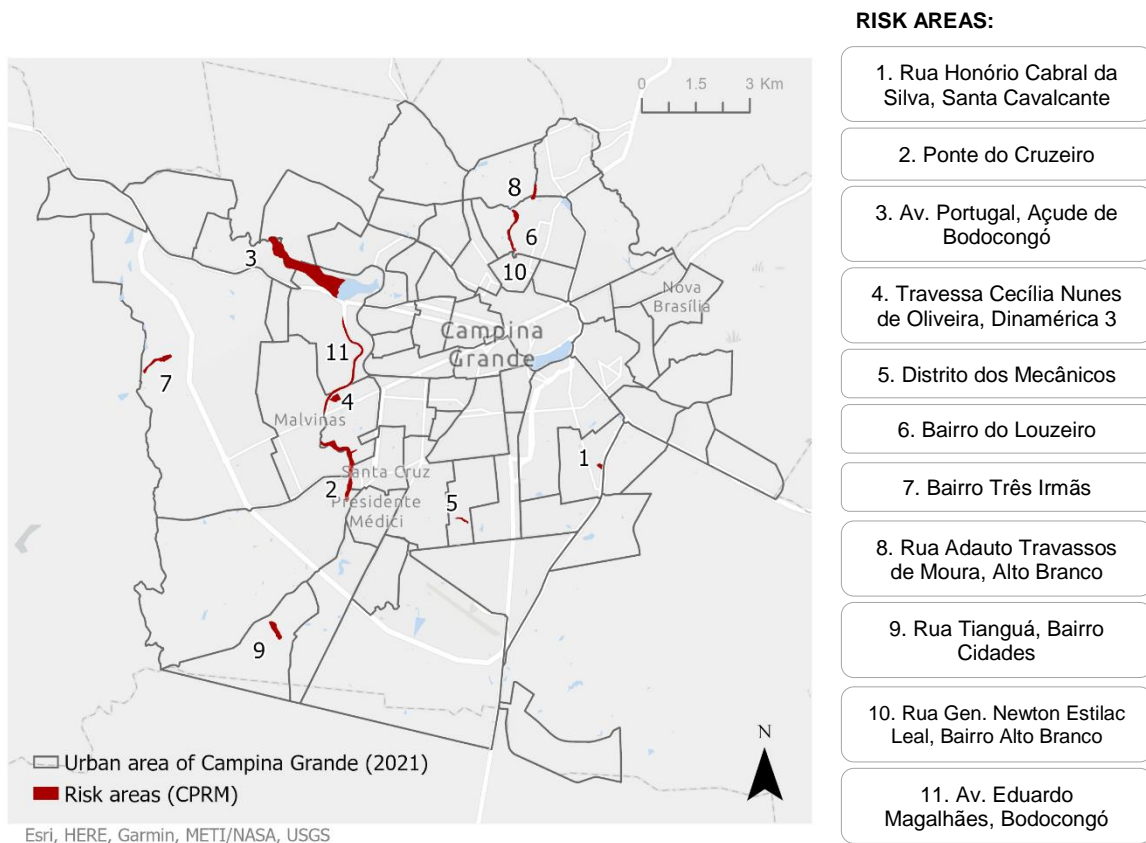 RISK AREAS:
1. Rua Honório Cabral da
Silva, Santa Cavalcante
2. Ponte do Cruzeiro
3. Av. Portugal, Açude de
Bodocongó
4. Travessa Cecília Nunes
de Oliveira, Dinamérica 3
5. Distrito dos Mecânicos
6. Bairro do Louzeiro
7. Bairro Três Irmãs
8. Rua Adauto Travassos
de Moura, Alto Branco
9. Rua Tianguá, Bairro
Cidades
10. Rua Gen. Newton Estilac
Leal, Bairro Alto Branco
11. Av. Eduardo
Magalhães, Bodocongó
0 1.5 3 Km
8
6
3
10
Nova
Brasília
Campina
Grande
11
7
4
Malvinas
1
Santa Cruz
2
Presidente
Médici
5
9
N
Urban area of Campina Grande (2021)
Risk areas (CPRM)
Esri, HERE, Garmin, METI/NASA, USGS